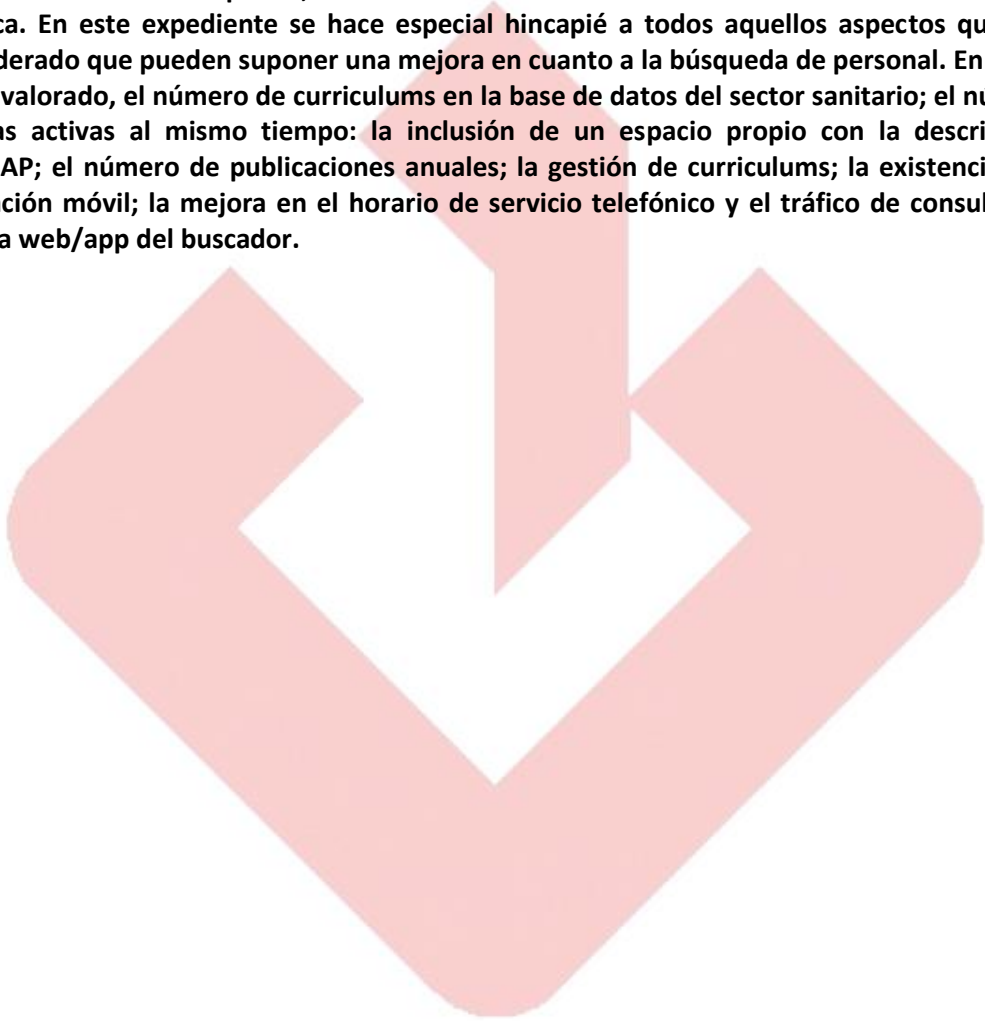 ca. En este expediente se hace especial hincapié a todos aquellos aspectos qu
derado que pueden suponer una mejora en cuanto a la búsqueda de personal. En
valorado, el número de curriculums en la base de datos del sector sanitario; el nú
as activas al mismo tiempo: la inclusión de un espacio propio con la descri
AP; el número de publicaciones anuales; la gestión de curriculums; la existenci
ción móvil; la mejora en el horario de servicio telefónico y el tráfico de consul
a web/app del buscador.